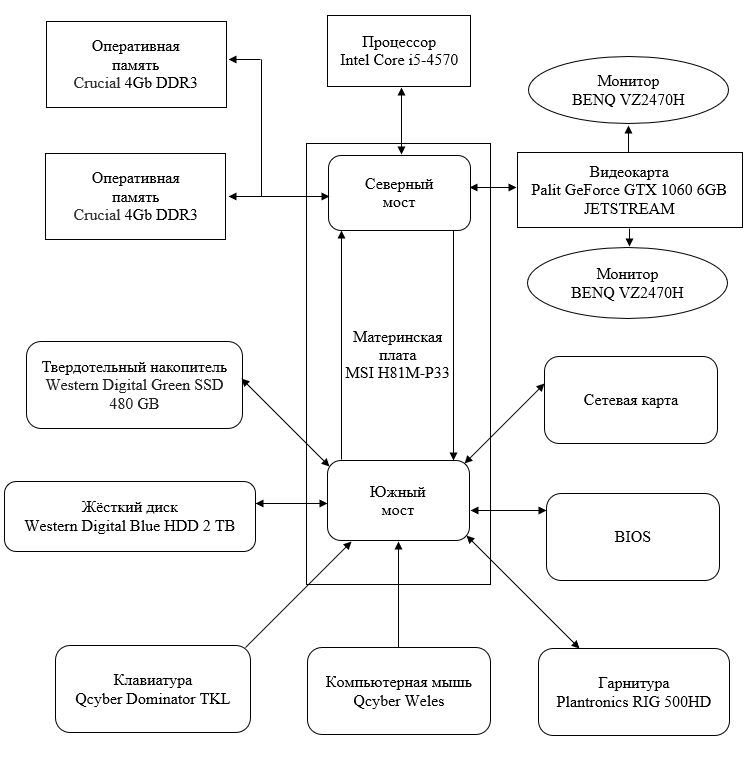 Оперативная
память
Crucial 4Gb DDR3
Процессор
Intel Core i5-4570
Монитор
BENQ VZ2470H
Оперативная
память
Crucial 4Gb DDR3
Северный
мост
Видеокарта
Palit GeForce GTX 1060 6GB
JETSTREAM
Монитор
BENQ VZ2470H
Материнская
плата
MSI H81M-P33
Твердотельный накопитель
Western Digital Green SSD
480 GB
Сетевая карта
Жёсткий диск
Western Digital Blue HDD 2 TB
Южный
мост
BIOS
Клавиатура
Qcyber Dominator TKL
Компьютерная мышь
Qcyber Weles
Гарнитура
Plantronics RIG 500HD